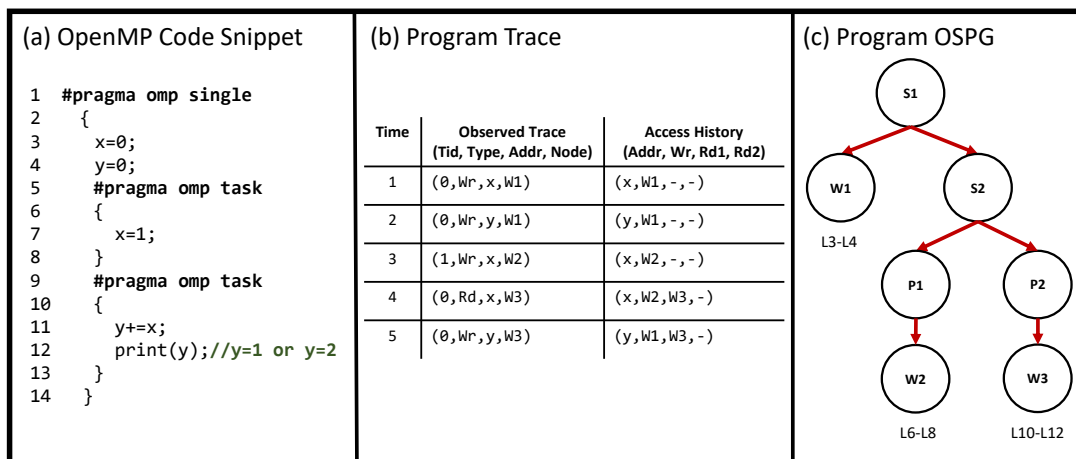 (a) OpenMP Code Snippet
1 #pragma omp single
2 {
3 x=0;
4 y=0;
5 #pragma omp task
6 {
7 x=1;
8 }
9 #pragma omp task
10 {
11 y+=x;
12 print(y);//y=1 or y=2
13 }
14 }
(b) Program Trace
Time Observed Trace Access History
(Tid, Type, Addr, Node) (Addr, Wr, Rd1, Rd2)
1 (0,Wr,x,W1) (x,W1,-,-)
2 (0,Wr,y,W1) (y,W1,-,-)
3 (1,Wr,x,W2) (x,W2,-,-)
4 (0,Rd,x,W3) (x,W2,W3,-)
5 (0,Wr,y,W3) (y,W1,W3,-)
(c) Program OSPG
S1
W1 S2
L3-L4
P1 P2
W2 W3
L6-L8 L10-L12